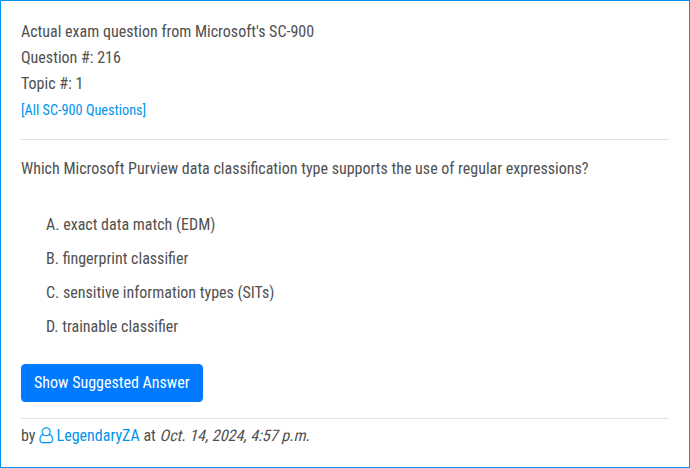 Actual exam question from Microsoft's SC-900
Question #: 216
Topic #: 1
[All SC-900 Questions]
Which Microsoft Purview data classification type supports the use of regular expressions?
A. exact data match (EDM)
B. fingerprint classifier
C. sensitive information types (SITs)
D. trainable classifier
Show Suggested Answer
by LegendaryZA at Oct. 14, 2024, 4:57 p.m.